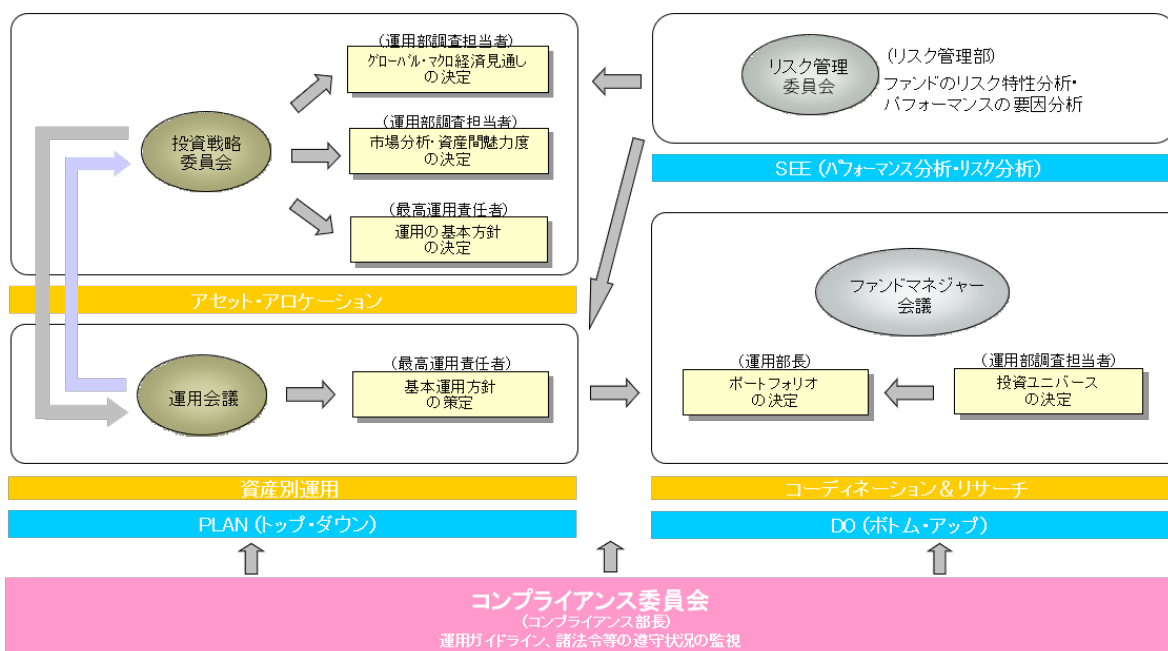 (運用部調査担当者)
グローバル・マクロ経済見通し
の決定
投資戦略
委員会
(運用部調査担当者)
市場分析・資産間魅力度
の決定
(最高運用責任者)
運用の基本方針
の決定
アセット・アロケーション
運用会議
(最高運用責任者)
基本運用方針
の策定
資産別運用
PLAN (トップ・ダウン)
リスク管理
委員会
(リスク管理部)
ファンドのリスク特性分析・
パフォーマンスの要因分析
SEE (パフォーマンス分析・リスク分析)
ファンドマネジャー
会議
(運用部長)
ポートフォリオ
の決定
(運用部調査担当者)
投資ユニバース
の決定
コーディネーション&リサーチ
DO (ボトム・アップ)
コンプライアンス委員会
(コンプライアンス部長)
運用ガイドライン、諸法令等の遵守状況の監視